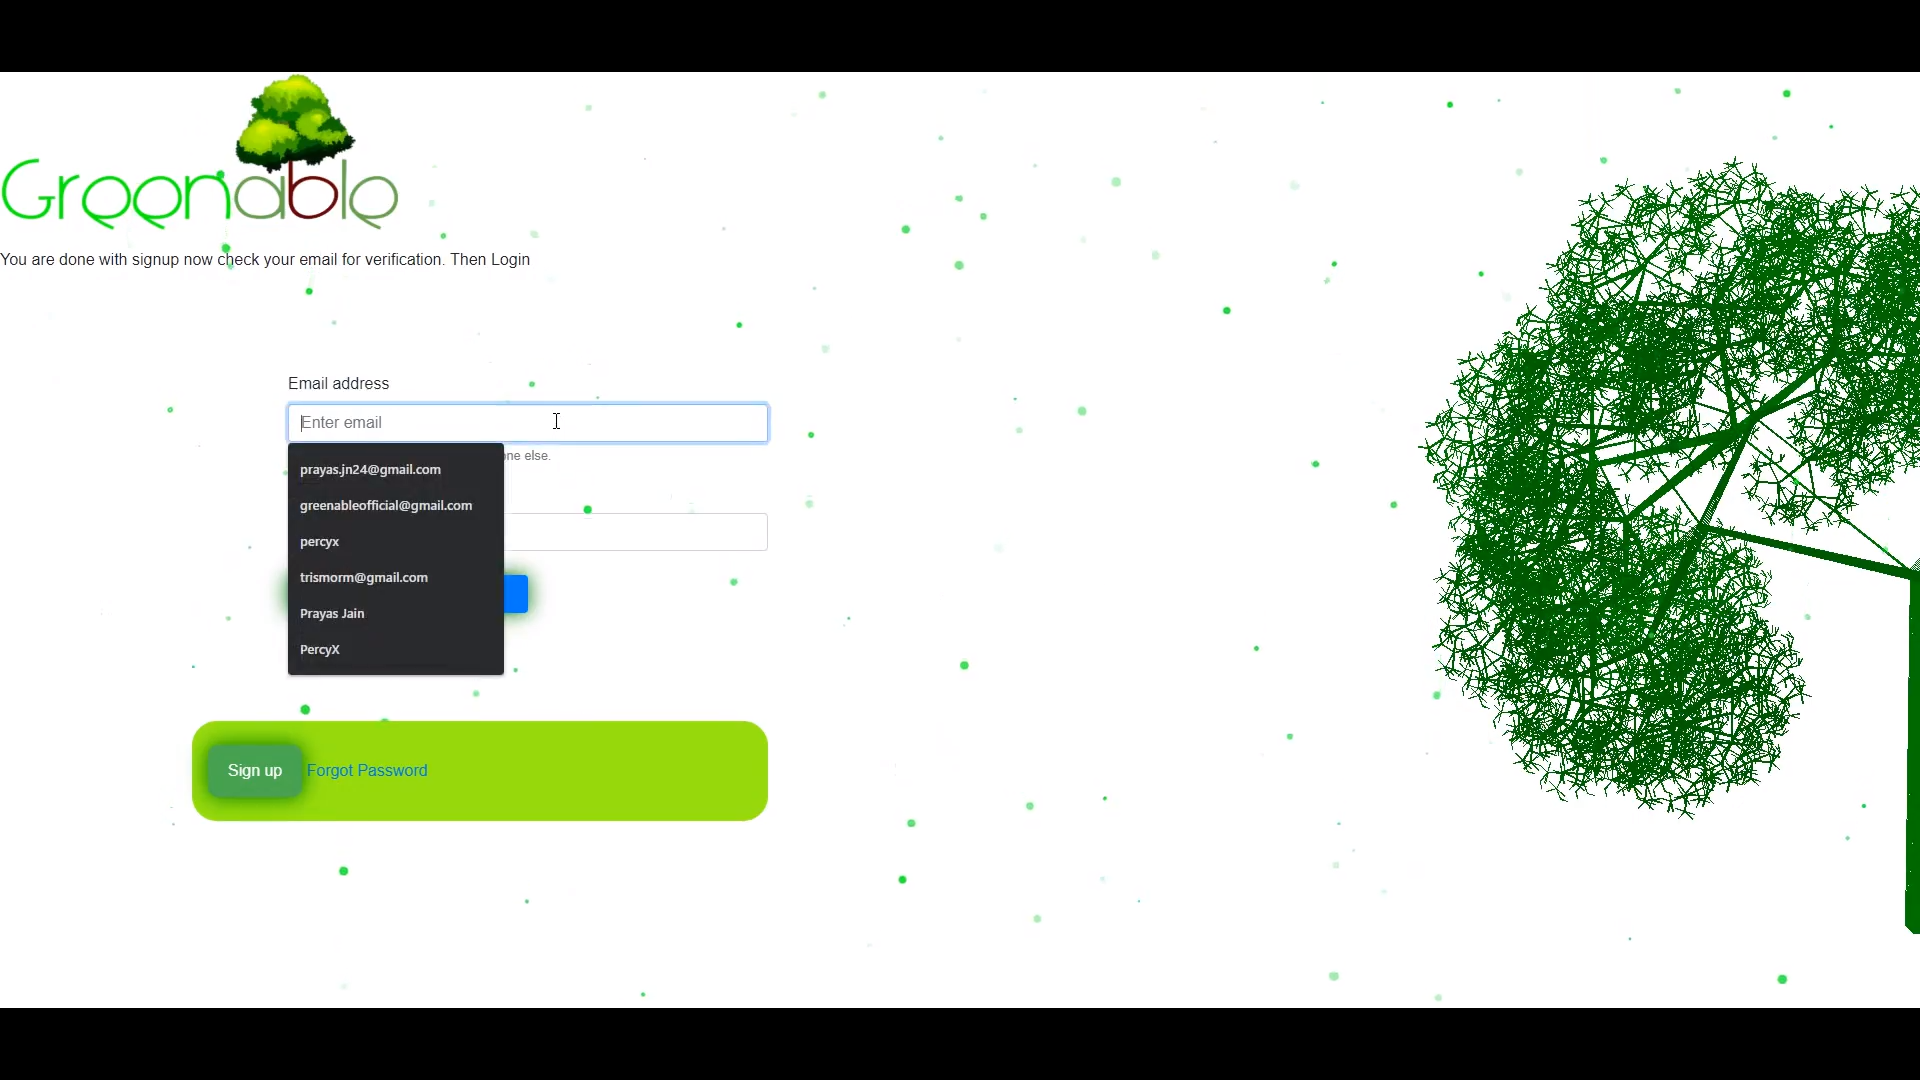 Greenable
You are done with signup now check your email for verification. Then Login
Email address
Enter email
one else.
prayas.jn24@gmail.com
greenableofficial@gmail.com
percyx
trismorm@gmail.com
Prayas Jain
PercyX
Sign up Forgot Password